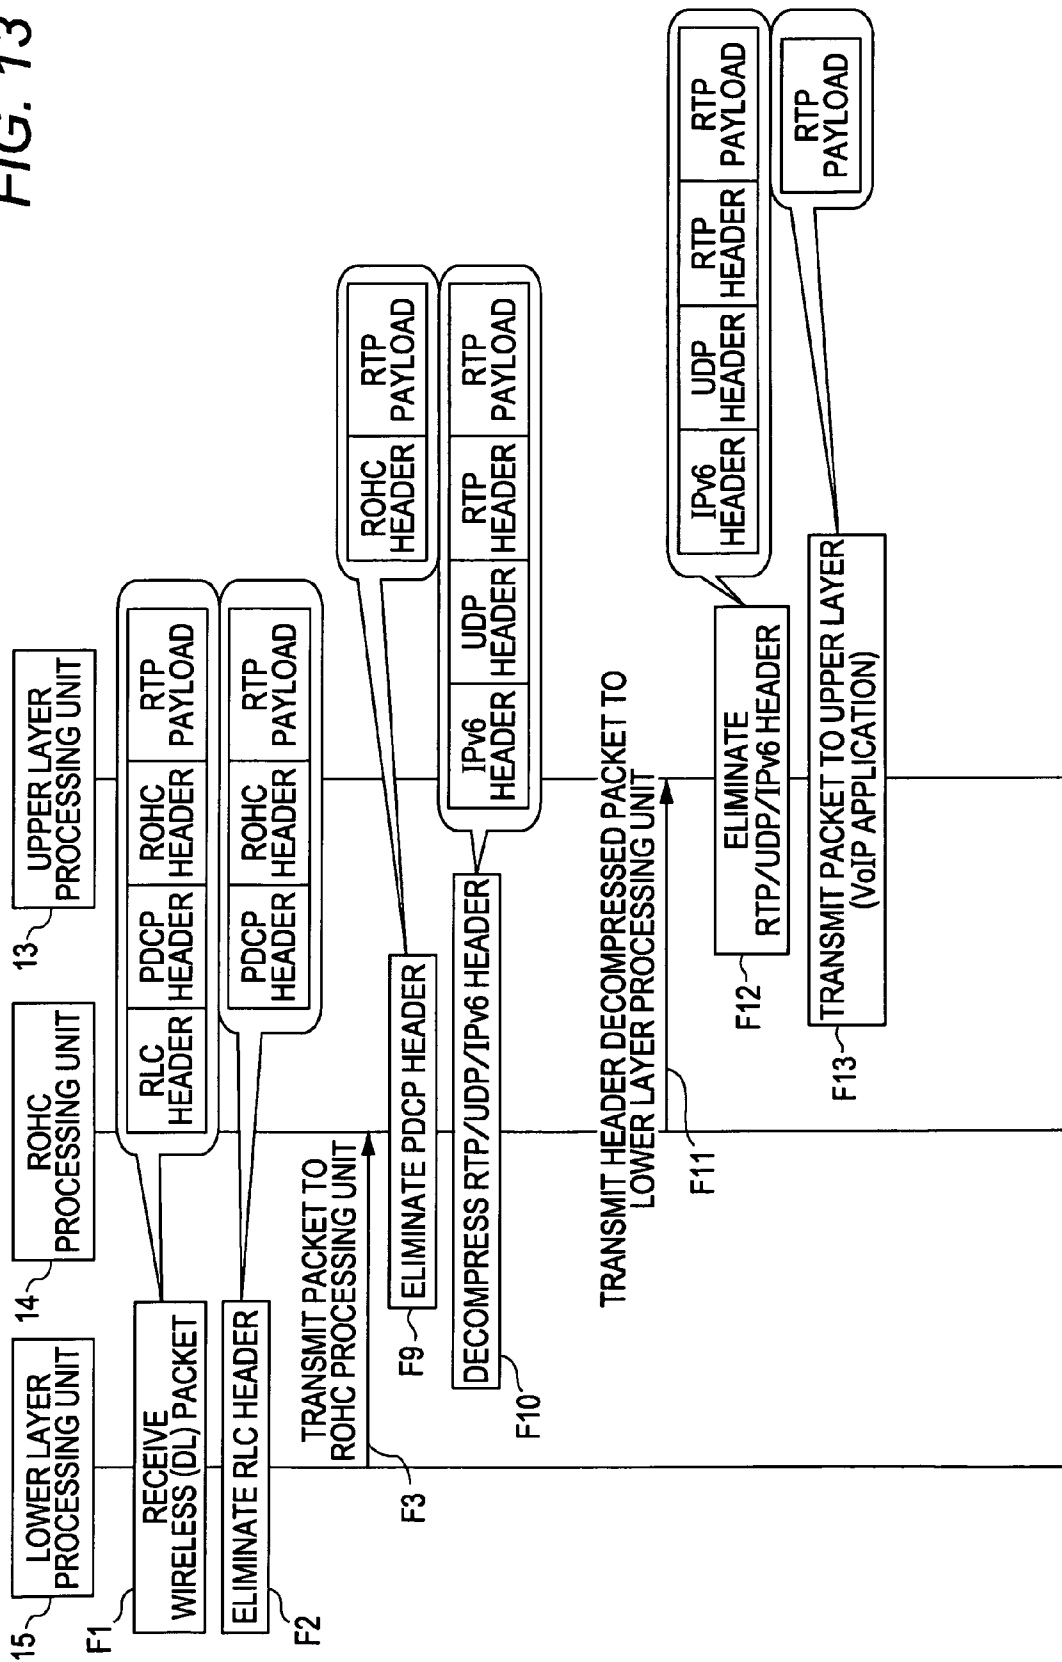 FIG. 13
15
LOWER LAYER
PROCESSING UNIT
14
ROHC
PROCESSING UNIT
13
UPPER LAYER
PROCESSING UNIT
F1
RECEIVE
WIRELESS (DL) PACKET
RLC
HEADER
PDCP
HEADER
ROHC
HEADER
RTP
PAYLOAD
F2
ELIMINATE RLC HEADER
PDCP
HEADER
ROHC
HEADER
RTP
PAYLOAD
TRANSMIT PACKET TO
ROHC PROCESSING UNIT
F3
F9
ELIMINATE PDCP HEADER
ROHC
HEADER
RTP
PAYLOAD
F10
DECOMPRESS RTP/UDP/IPv6 HEADER
IPv6
HEADER
UDP
HEADER
RTP
HEADER
RTP
PAYLOAD
TRANSMIT HEADER DECOMPRESSED PACKET TO
LOWER LAYER PROCESSING UNIT
F11
F12
ELIMINATE
RTP/UDP/IPv6 HEADER
IPv6
HEADER
UDP
HEADER
RTP
HEADER
RTP
PAYLOAD
F13
TRANSMIT PACKET TO UPPER LAYER
(VoIP APPLICATION)
RTP
PAYLOAD